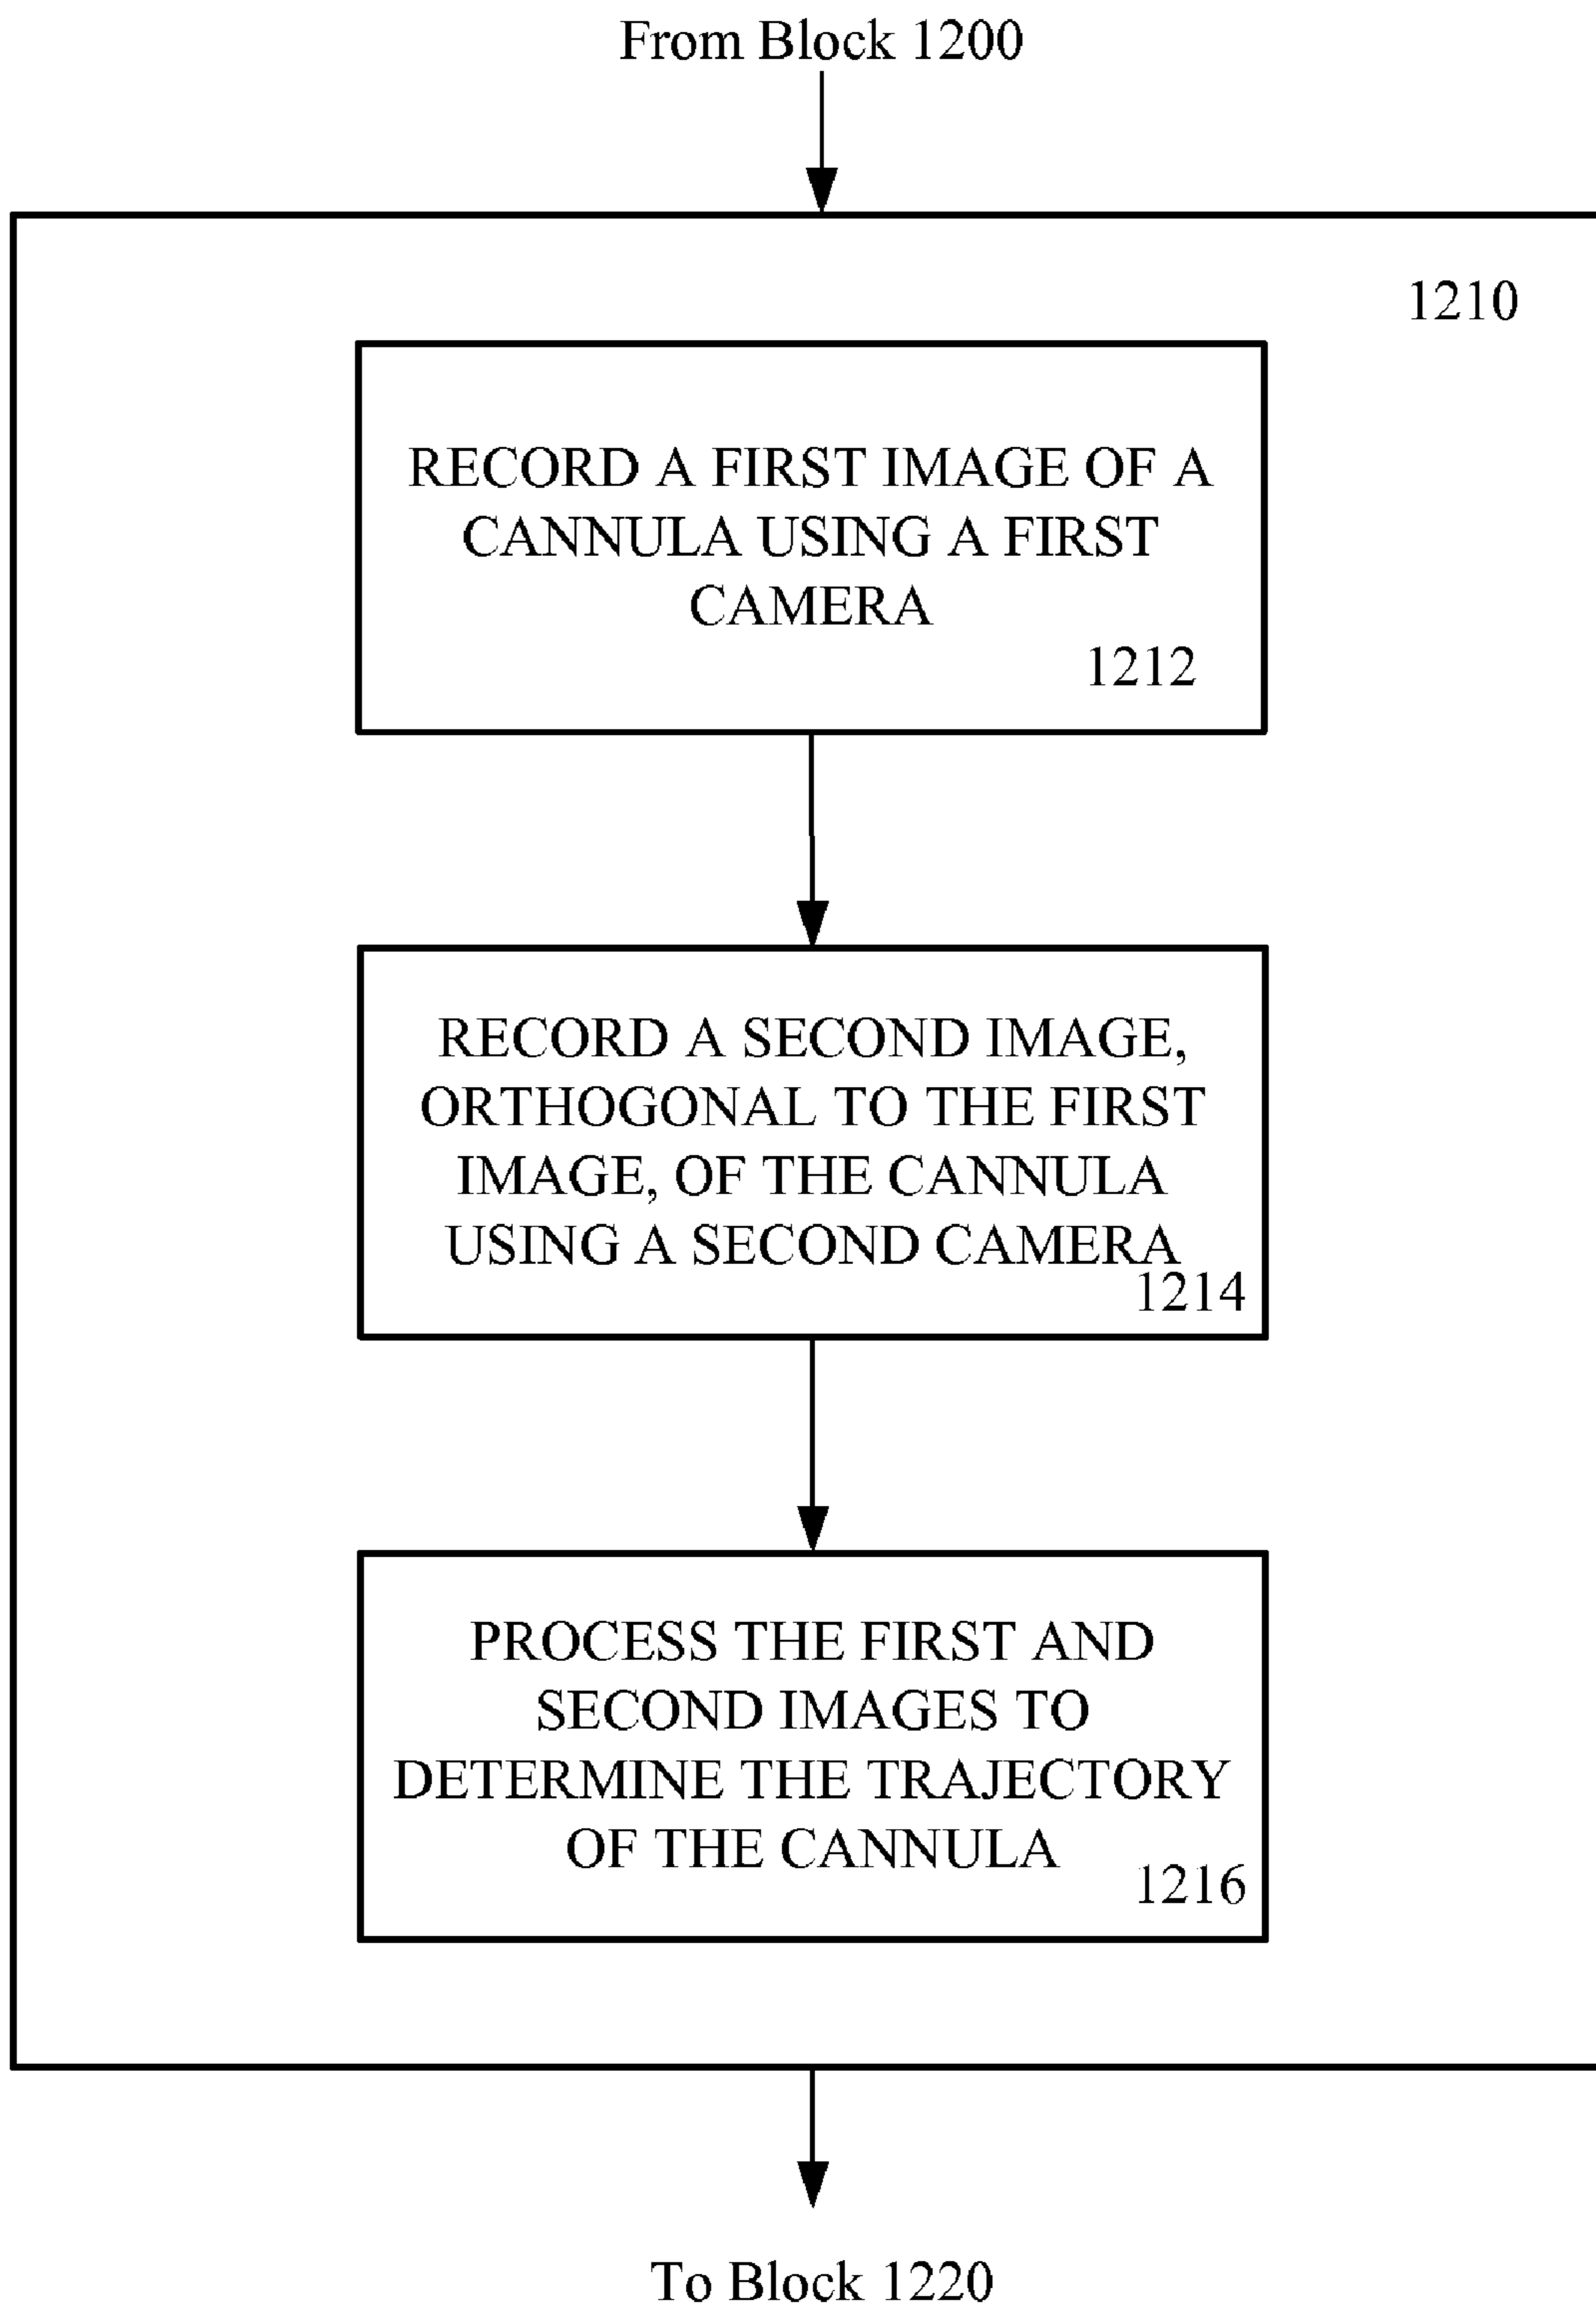 From Block 1200
1210
RECORD A FIRST IMAGE OF A
CANNULA USING A FIRST
CAMERA
1212
RECORD A SECOND IMAGE,
ORTHOGONAL TO THE FIRST
IMAGE, OF THE CANNULA
USING A SECOND CAMERA
1214
PROCESS THE FIRST AND
SECOND IMAGES TO
DETERMINE THE TRAJECTORY
OF THE CANNULA
1216
To Block 1220